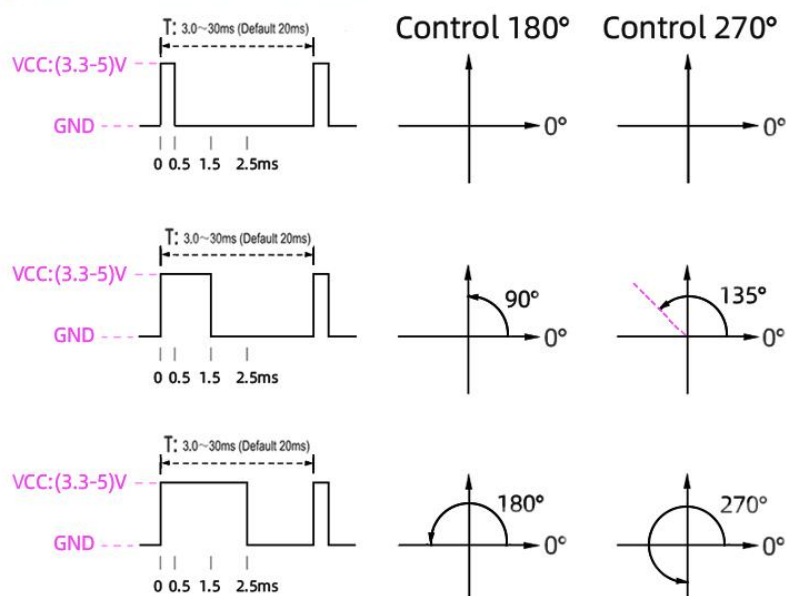 T: 3.0~30ms (Default 20ms)
Control 180°
Control 270°
VCC:(3.3-5)V
GND
0°
0°
0 0.5 1.5 2.5ms
T: 3.0~30ms (Default 20ms)
VCC:(3.3-5)V
90°
135°
GND
0°
0°
0 0.5 1.5 2.5ms
T: 3.0~30ms (Default 20ms)
VCC:(3.3-5)V
180°
270°
GND
0°
0°
0 0.5 1.5 2.5ms